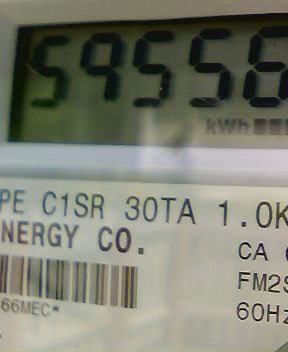 59556
kWh
PE C1SR 30TA 1.0K
NERGY CO.
CA
FM2S
66MEC*
60Hz